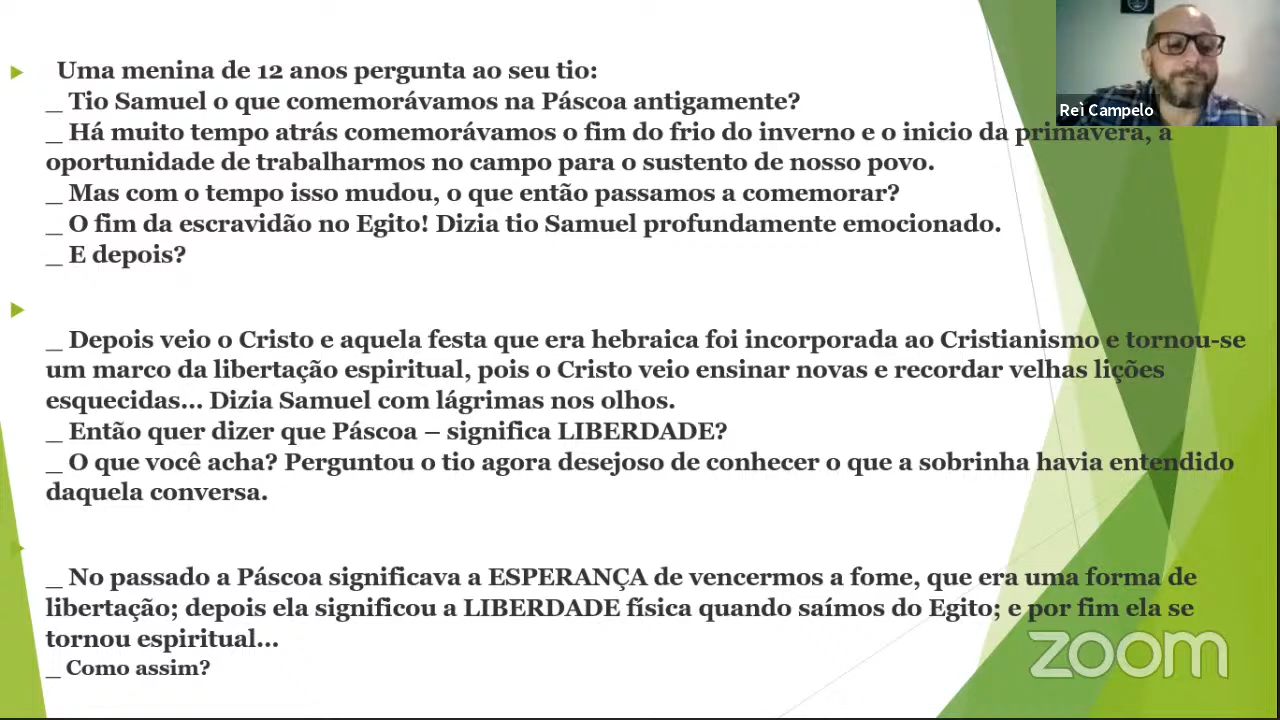 Uma menina de 12 anos pergunta ao seu tio:
_ Tio Samuel o que comemorávamos na Páscoa antigamente?
_ Há muito tempo atrás comemorávamos o fim do frio do inverno e o inicio da primavera, a
oportunidade de trabalharmos no campo para o sustento de nosso povo.
_ Mas com o tempo isso mudou, o que então passamos a comemorar?
_ O fim da escravidão no Egito! Dizia tio Samuel profundamente emocionado.
_ E depois?
_ Depois veio o Cristo e aquela festa que era hebraica foi incorporada ao Cristianismo e tornou-se
um marco da libertação espiritual, pois o Cristo veio ensinar novas e recordar velhas lições
esquecidas... Dizia Samuel com lágrimas nos olhos.
_ Então quer dizer que Páscoa – significa LIBERDADE?
_ O que você acha? Perguntou o tio agora desejoso de conhecer o que a sobrinha havia entendido
daquela conversa.
_ No passado a Páscoa significava a ESPERANÇA de vencermos a fome, que era uma forma de
libertação; depois ela significou a LIBERDADE física quando saímos do Egito; e por fim ela se
tornou espiritual...
_ Como assim?
Reì Campelo
zoom